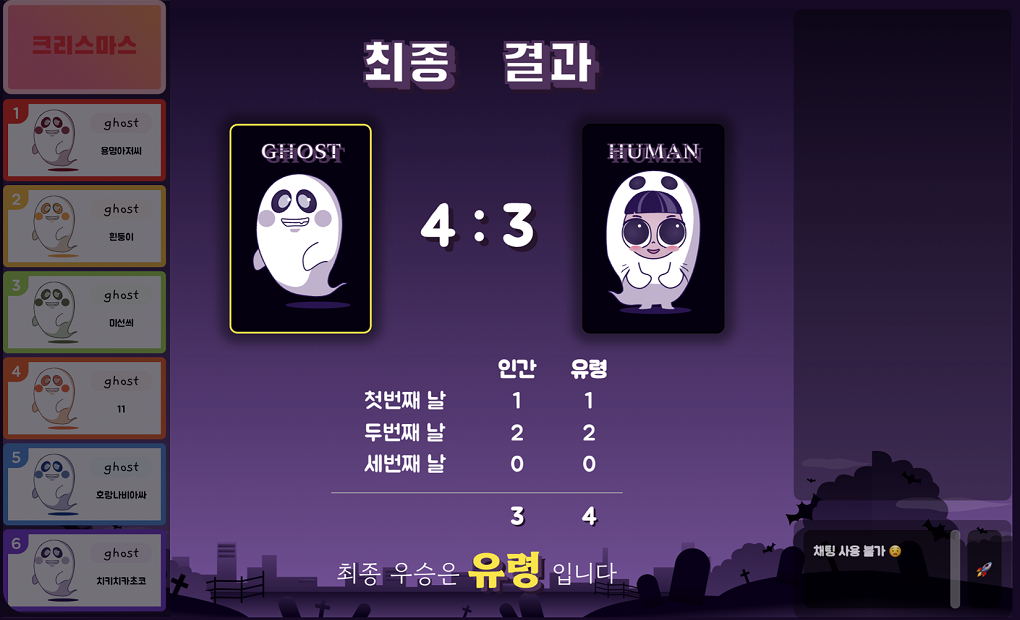 크리스마스
1
ghost
용명아저씨
2
ghost
흰둥이
3
ghost
미선씌
4
ghost
11
5
ghost
호랑나비아싸
6
ghost
치키치카초코
최종 결과
GHOST
4 : 3
HUMAN
인간 유령
첫번째 날 1 1
두번째 날 2 2
세번째 날 0 0
3 4
최종 우승은 유령 입니다
채팅 사용 불가 😢
🚀